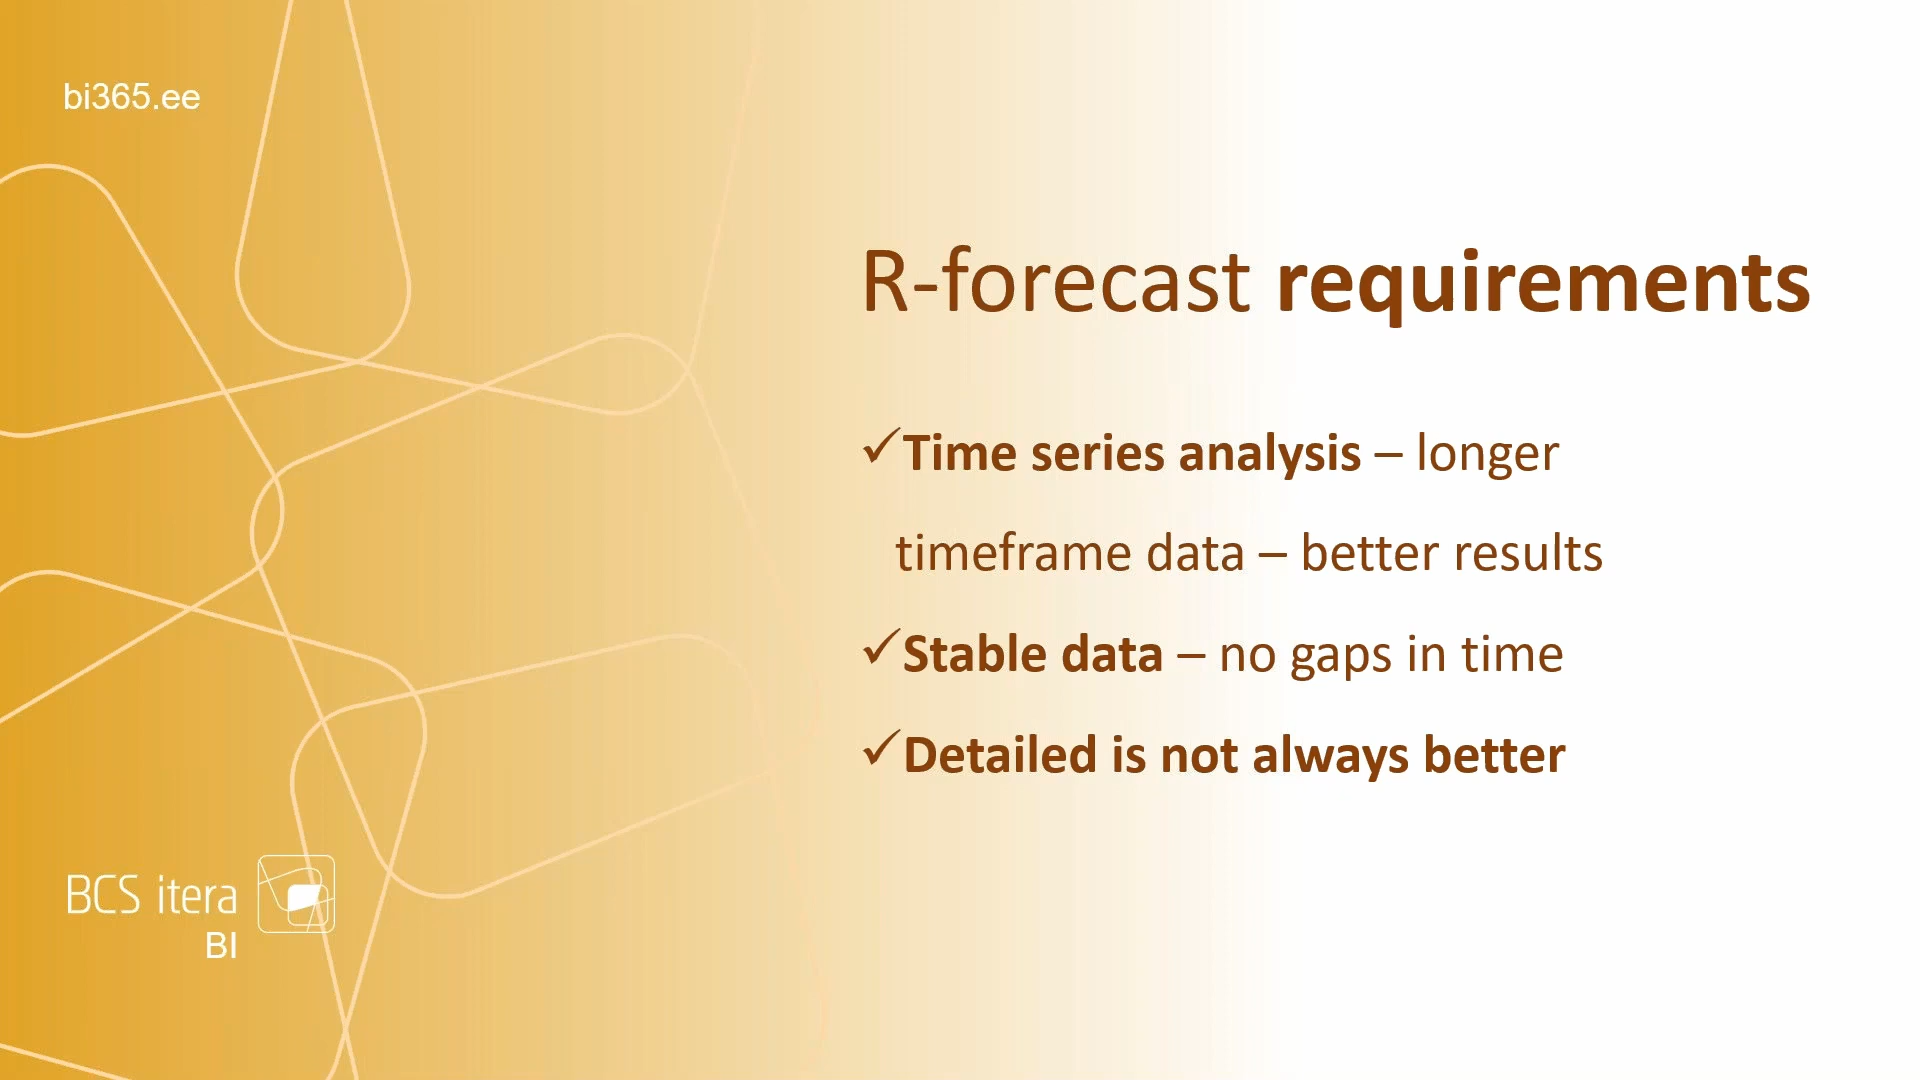 bi365.ee
R-forecast requirements
✓Time series analysis – longer
timeframe data – better results
✓Stable data – no gaps in time
✓Detailed is not always better
BCS itera
BI